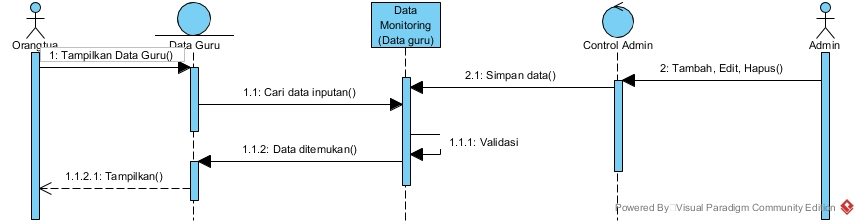 Data
Monitoring
(Data guru)
Orangtua
Data Guru
Control Admin
Admin
1: Tampilkan Data Guru()
2: Tambah, Edit, Hapus()
2.1: Simpan data()
1.1: Cari data inputan()
1.1.1: Validasi
1.1.2: Data ditemukan()
1.1.2.1: Tampilkan()
Powered By Visual Paradigm Community Edition